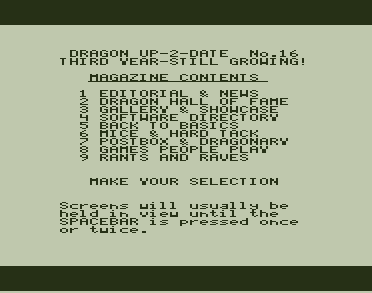 DRAGON UP-2-DATE No.16
THIRD YEAR-STILL GROWING!
MAGAZINE CONTENTS
1 EDITORIAL & NEWS
2 DRAGON HALL OF FAME
3 GALLERY & SHOWCASE
4 SOFTWARE DIRECTORY
5 BACK TO BASICS
6 MICE & HARD TACK
7 POSTBOX & DRAGONARY
8 GAMES PEOPLE PLAY
9 RANTS AND RAVES
MAKE YOUR SELECTION
Screens will usually be
held in view until the
SPACEBAR is pressed once
or twice.